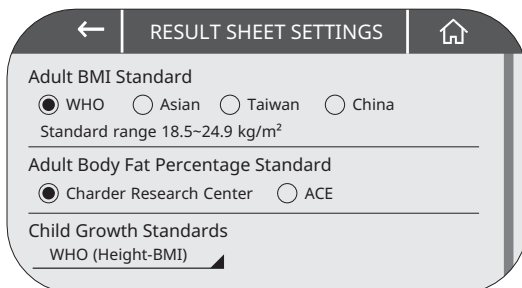 RESULT SHEET SETTINGS
Adult BMI Standard
WHO Asian Taiwan China
Standard range 18.5~24.9 kg/m²
Adult Body Fat Percentage Standard
Charder Research Center ACE
Child Growth Standards
WHO (Height-BMI)